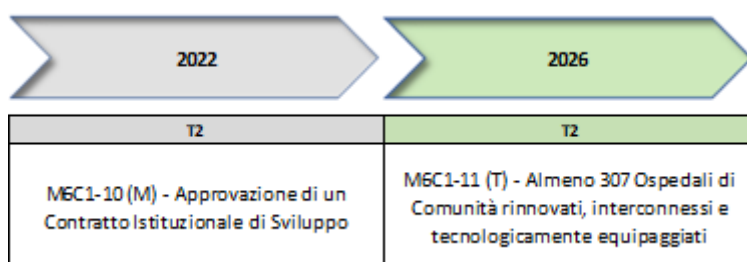 2022
2026
T2
T2
M6C1-10 (M) - Approvazione di un
Contratto Istituzionale di Sviluppo
M6C1-11 (T) - Almeno 307 Ospedali di
Comunità rinnovati, interconnessi e
tecnologicamente equipaggiati